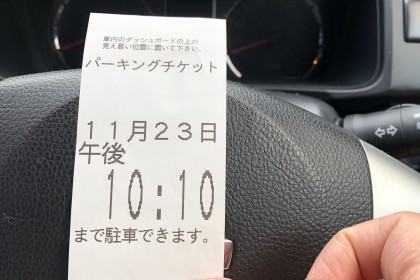 車内のダッシュボードの上の
見え易い位置に置いて下さい。
パーキングチケット
11月23日
午後
10:10
まで駐車できます。